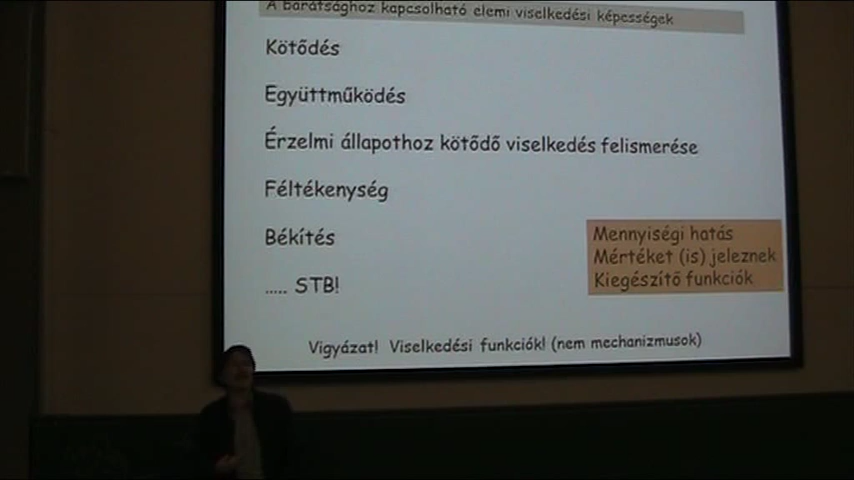 A barátsághoz kapcsolható elemi viselkedési képességek
Kötődés
Együttműködés
Érzelmi állapothoz kötődő viselkedés felismerése
Féltékenység
Békítés
..... STB!
Mennyiségi hatás
Mértéket (is) jeleznek
Kiegészítő funkciók
Vigyázat! Viselkedési funkciók! (nem mechanizmusok)